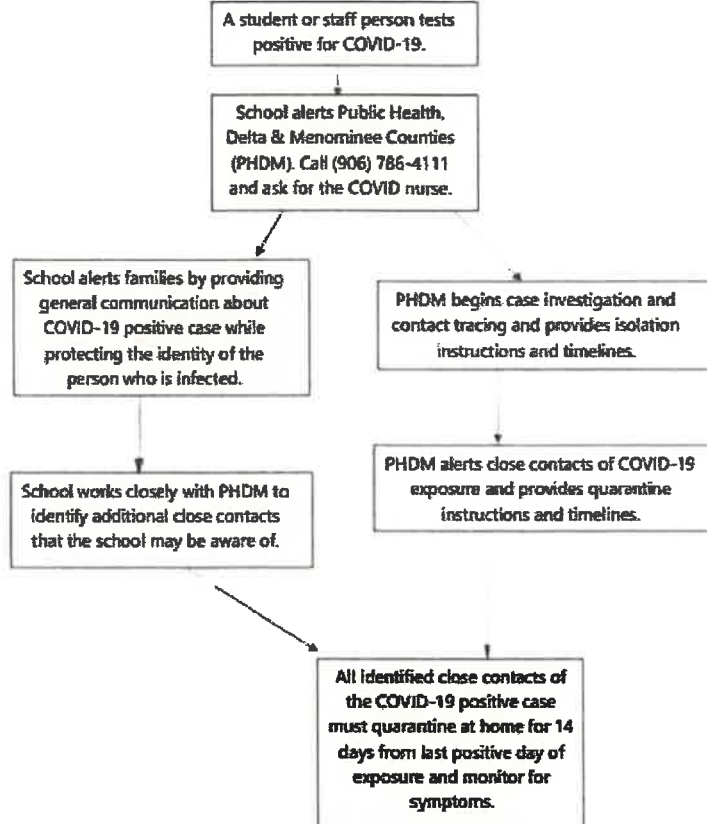 A student or staff person tests
positive for COVID-19.
School alerts Public Health,
Delta & Menominee Counties
(PHDM). Call (906) 786-4111
and ask for the COVID nurse.
School alerts families by providing
general communication about
COVID-19 positive case while
protecting the identity of the
person who is infected.
PHDM begins case investigation and
contact tracing and provides isolation
instructions and timelines.
School works closely with PHDM to
identify additional close contacts
that the school may be aware of.
PHDM alerts close contacts of COVID-19
exposure and provides quarantine
instructions and timelines.
All identified close contacts of
the COVID-19 positive case
must quarantine at home for 14
days from last positive day of
exposure and monitor for
symptoms.